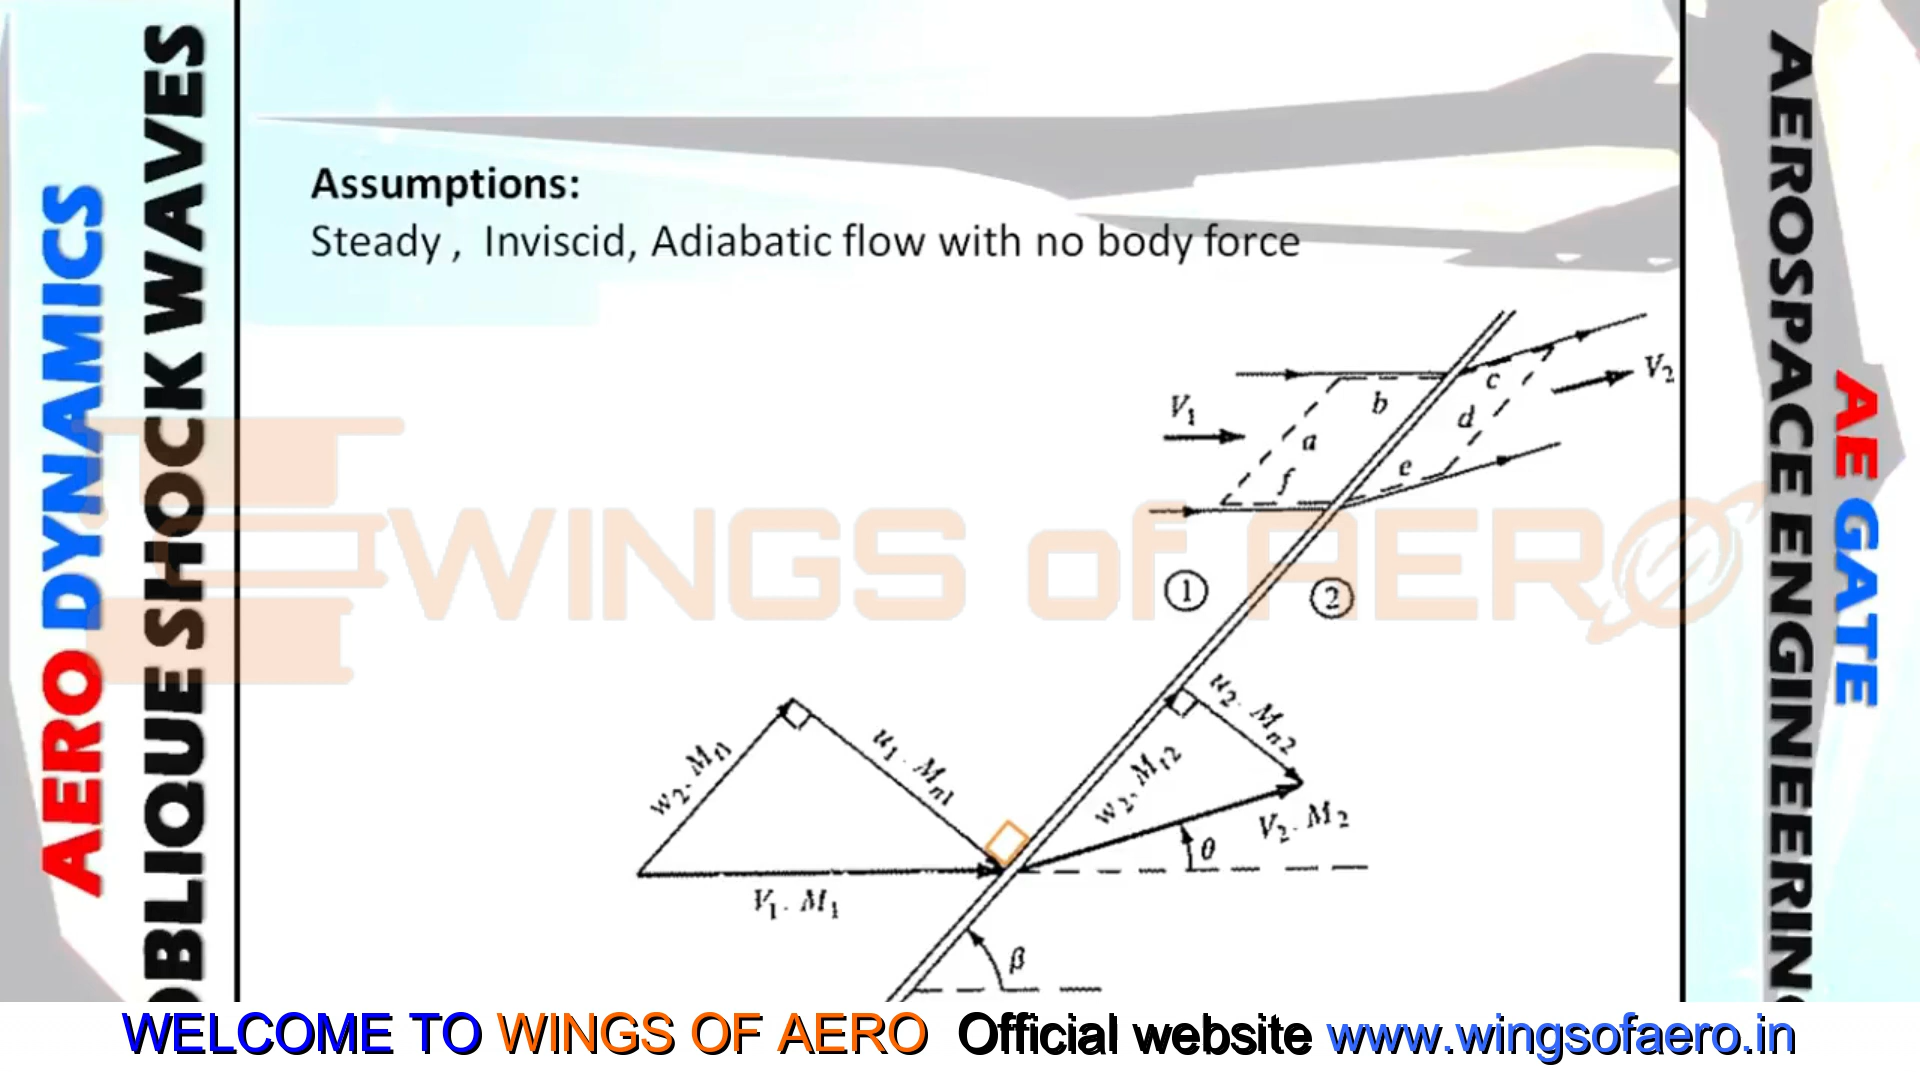 AERO DYNAMICS
OBLIQUE SHOCK WAVES
Assumptions:
Steady , Inviscid, Adiabatic flow with no body force
V₁
a
b
c
d
e
f
V₂
WINGS of AERO
1
2
w₂, Mₜ₁
u₁, Mₙ₁
V₁, M₁
w₂, Mₜ₂
u₂, Mₙ₂
V₂, M₂
θ
β
AEROSPACE ENGINEERING
AE GATE
WELCOME TO WINGS OF AERO Official website www.wingsofaero.in